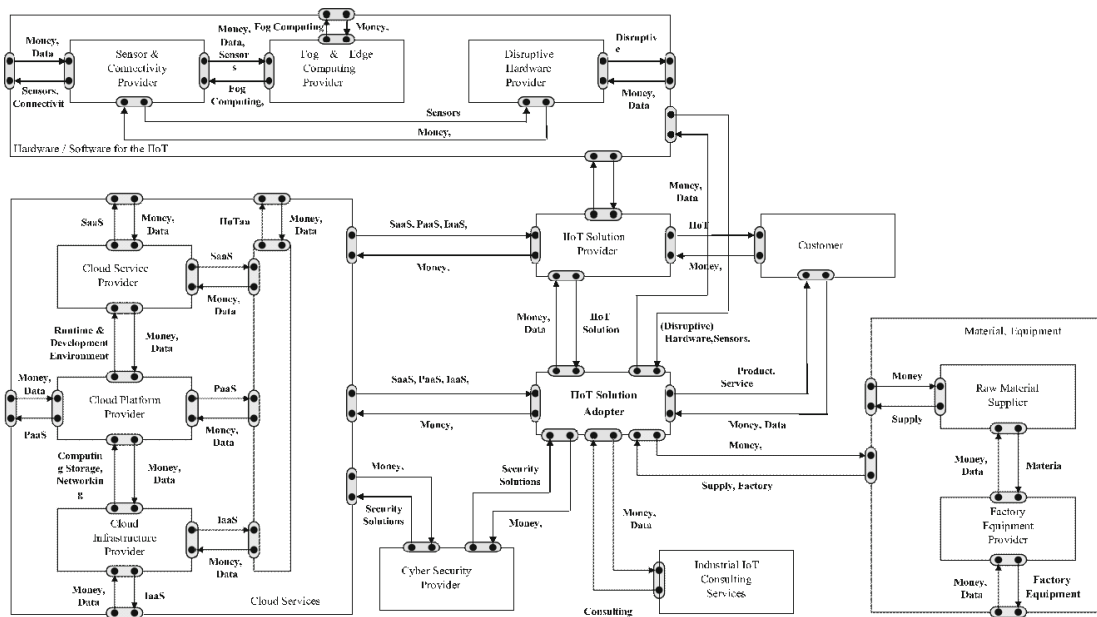 Fog Computing
Money,
Money,
Data
Sensor &
Connectivity
Provider
Money,
Data,
Sensor
s
Fog & Edge
Computing
Provider
Disruptive
Hardware
Provider
Disruptiv
e
Sensors,
Connectivit
Fog
Computing,
Money,
Data
Sensors
Money,
Hardware / Software for the IIoT
Money,
Data
SaaS
Money,
Data
Money,
Data
SaaS, PaaS, IaaS,
Money,
IIoT Solution
Provider
IIoT
Money,
Customer
Cloud Service
Provider
SaaS
Money,
Data
Runtime &
Development
Environment
Money,
Data
Money,
Data
IIoT
Solution
(Disruptive)
Hardware,Sensors.
Material, Equipment
Money,
Data
PaaS
Cloud Platform
Provider
PaaS
Money,
Data
SaaS, PaaS, IaaS,
Money,
IIoT Solution
Adopter
Product,
Service
Money, Data
Money,
Supply, Factory
Money
Supply
Raw Material
Supplier
Computin
g Storage,
Networkin
g
Money,
Data
Money,
Security
Solutions
Security
Solutions
Money,
Money,
Data
Money,
Data
Materia
Cloud
Infrastructure
Provider
IaaS
Money,
Data
Factory
Equipment
Provider
Money,
Data
IaaS
Cloud Services
Cyber Security
Provider
Industrial IoT
Consulting
Services
Consulting
Money,
Data
Factory
Equipment